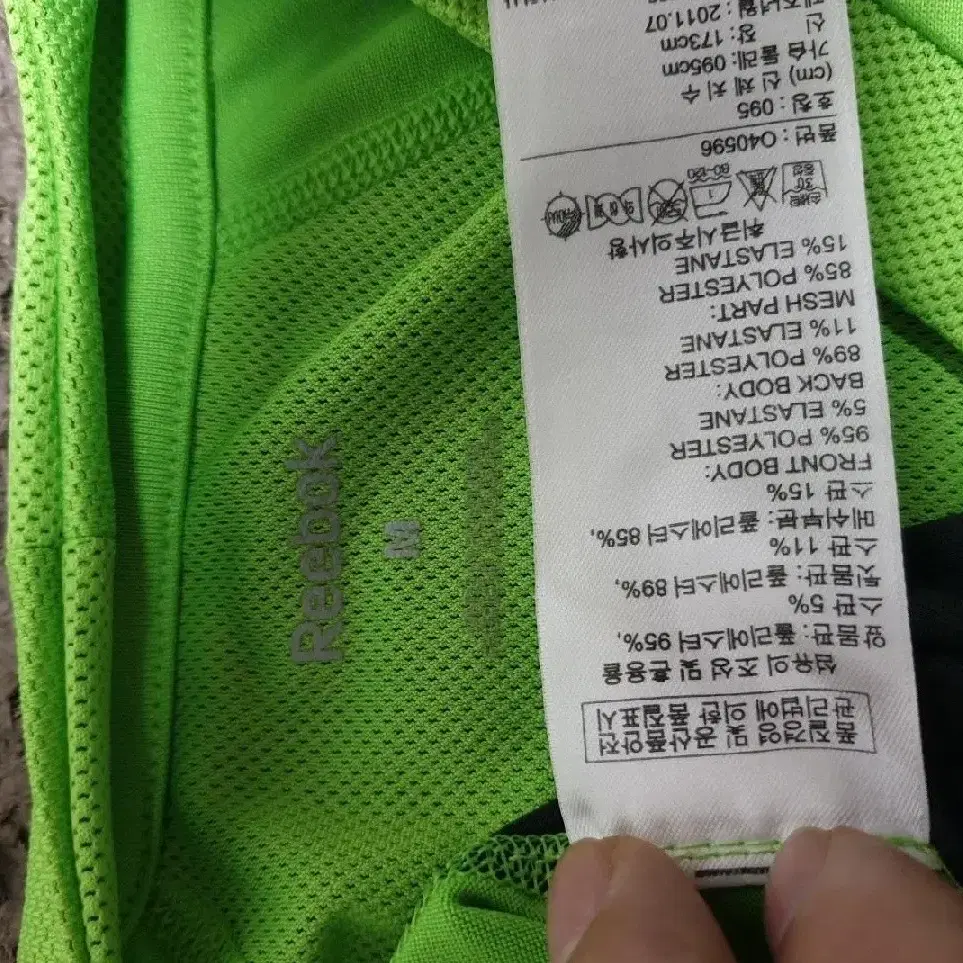 품질경영 및 공산품안전
관리법에 의한 품질표시
섬유의 조성 및 혼용율
앞몸판: 폴리에스터 95%,
스판 5%
뒷몸판: 폴리에스터 89%,
스판 11%
메쉬부분: 폴리에스터 85%,
스판 15%
FRONT BODY:
95% POLYESTER
5% ELASTANE
BACK BODY:
89% POLYESTER
11% ELASTANE
MESH PART:
85% POLYESTER
15% ELASTANE
취급시주의사항
품번 : O40596
호칭 : 095
(cm) 신 체 치 수
가슴 둘레: 095cm
신 장: 173cm
제조년월: 2011.07
Reebok
M